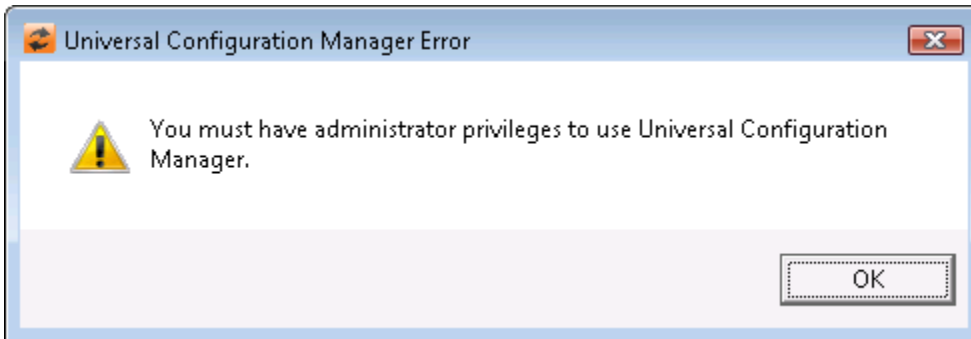 Universal Configuration Manager Error
You must have administrator privileges to use Universal Configuration
Manager.
OK